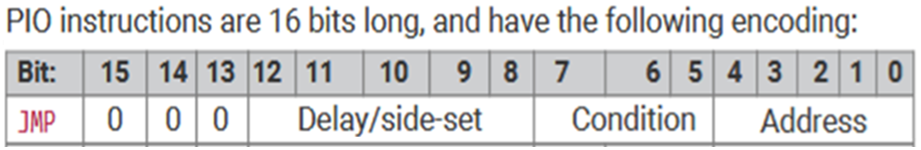 PIO instructions are 16 bits long, and have the following encoding:
Bit: 15 14 13 12 11 10 9 8 7 6 5 4 3 2 1 0
JMP 0 0 0 Delay/side-set Condition Address